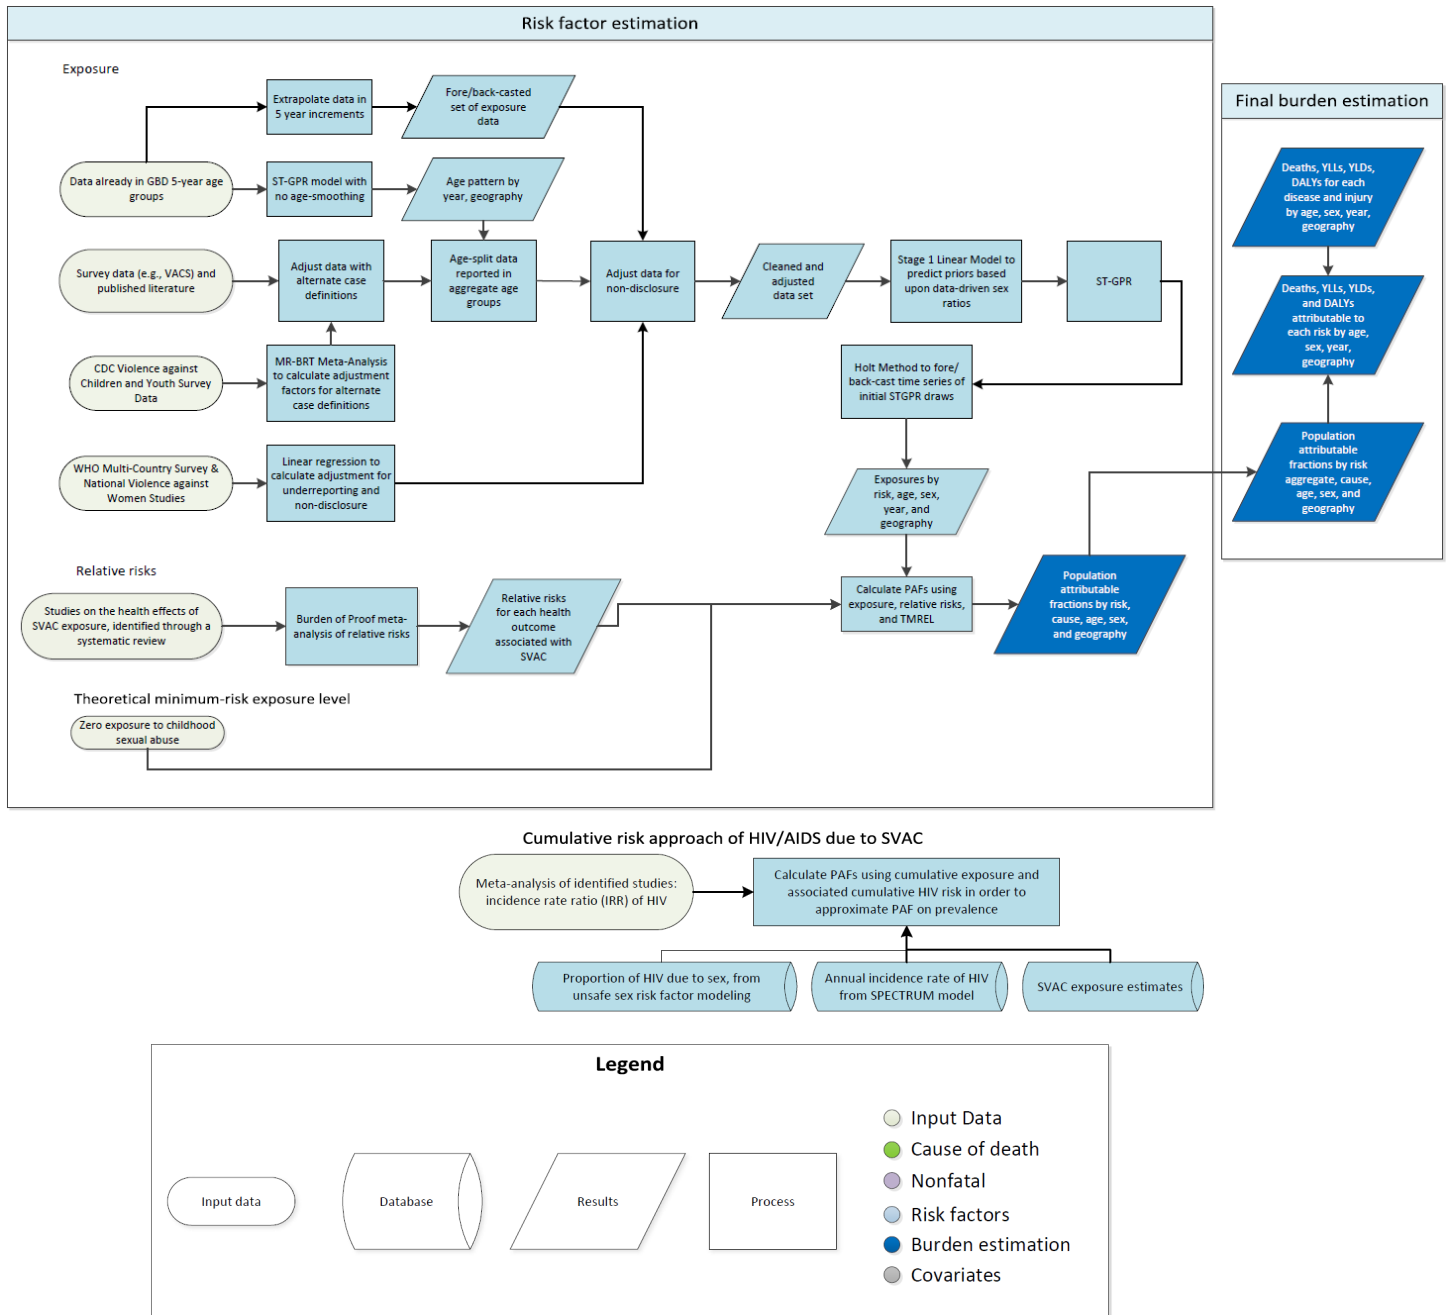 Risk factor estimation
Exposure
Extrapolate data in
5 year increments
Fore/back-casted
set of exposure
data
Data already in GBD 5-year age
groups
ST-GPR model with
no age-smoothing
Age pattern by
year, geography
Survey data (e.g., VACS) and
published literature
Adjust data with
alternate case
definitions
Age-split data
reported in
aggregate age
groups
Adjust data for
non-disclosure
Cleaned and
adjusted
data set
Stage 1 Linear Model to
predict priors based
upon data-driven sex
ratios
ST-GPR
CDC Violence against
Children and Youth Survey
Data
MR-BRT Meta-Analysis
to calculate adjustment
factors for alternate
case definitions
Holt Method to fore/
back-cast time series of
initial STGPR draws
WHO Multi-Country Survey &
National Violence against
Women Studies
Linear regression to
calculate adjustment for
underreporting and
non-disclosure
Exposures by
risk, age, sex,
year, and
geography
Relative risks
Studies on the health effects of
SVAC exposure, identified through a
systematic review
Burden of Proof meta-
analysis of relative risks
Relative risks
for each health
outcome
associated with
SVAC
Calculate PAFs using
exposure, relative risks,
and TMREL
Population
attributable
fractions by risk,
cause, age, sex,
and geography
Theoretical minimum-risk exposure level
Zero exposure to childhood
sexual abuse
Final burden estimation
Deaths, YLLs, YLDs,
DALYs for each
disease and injury
by age, sex, year,
geography
Deaths, YLLs, YLDs,
and DALYs
attributable to
each risk by age,
sex, year,
geography
Population
attributable
fractions by risk
aggregate, cause,
age, sex, and
geography
Cumulative risk approach of HIV/AIDS due to SVAC
Meta-analysis of identified studies:
incidence rate ratio (IRR) of HIV
Calculate PAFs using cumulative exposure and
associated cumulative HIV risk in order to
approximate PAF on prevalence
Proportion of HIV due to sex, from
unsafe sex risk factor modeling
Annual incidence rate of HIV
from SPECTRUM model
SVAC exposure estimates
Legend
Input data
Database
Results
Process
Input Data
Cause of death
Nonfatal
Risk factors
Burden estimation
Covariates